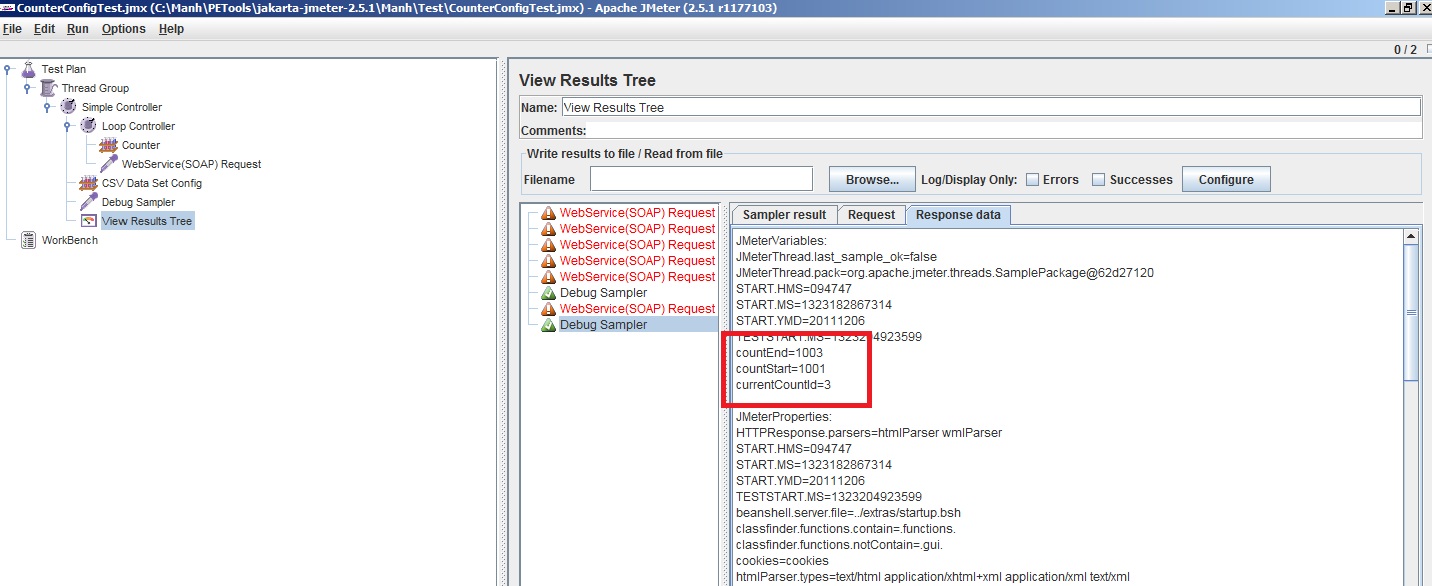 CounterConfigTest.jmx (C:\Manh\PETools\jakarta-jmeter-2.5.1\Manh\Test\CounterConfigTest.jmx) - Apache JMeter (2.5.1 r1177103)
File Edit Run Options Help
0 / 2
Test Plan
Thread Group
Simple Controller
Loop Controller
Counter
WebService(SOAP) Request
CSV Data Set Config
Debug Sampler
View Results Tree
WorkBench
View Results Tree
Name: View Results Tree
Comments:
Write results to file / Read from file
Filename Browse... Log/Display Only: Errors Successes Configure
WebService(SOAP) Request
WebService(SOAP) Request
WebService(SOAP) Request
WebService(SOAP) Request
WebService(SOAP) Request
Debug Sampler
WebService(SOAP) Request
Debug Sampler
Sampler result Request Response data
JMeterVariables:
JMeterThread.last_sample_ok=false
JMeterThread.pack=org.apache.jmeter.threads.SamplePackage@62d27120
START.HMS=094747
START.MS=1323182867314
START.YMD=20111206
TESTSTART.MS=1323204923599
countEnd=1003
countStart=1001
currentCountId=3
JMeterProperties:
HTTPResponse.parsers=htmlParser wmlParser
START.HMS=094747
START.MS=1323182867314
START.YMD=20111206
TESTSTART.MS=1323204923599
beanshell.server.file=../extras/startup.bsh
classfinder.functions.contain=.functions.
classfinder.functions.notContain=.gui.
cookies=cookies
htmlParser.types=text/html application/xhtml+xml application/xml text/xml